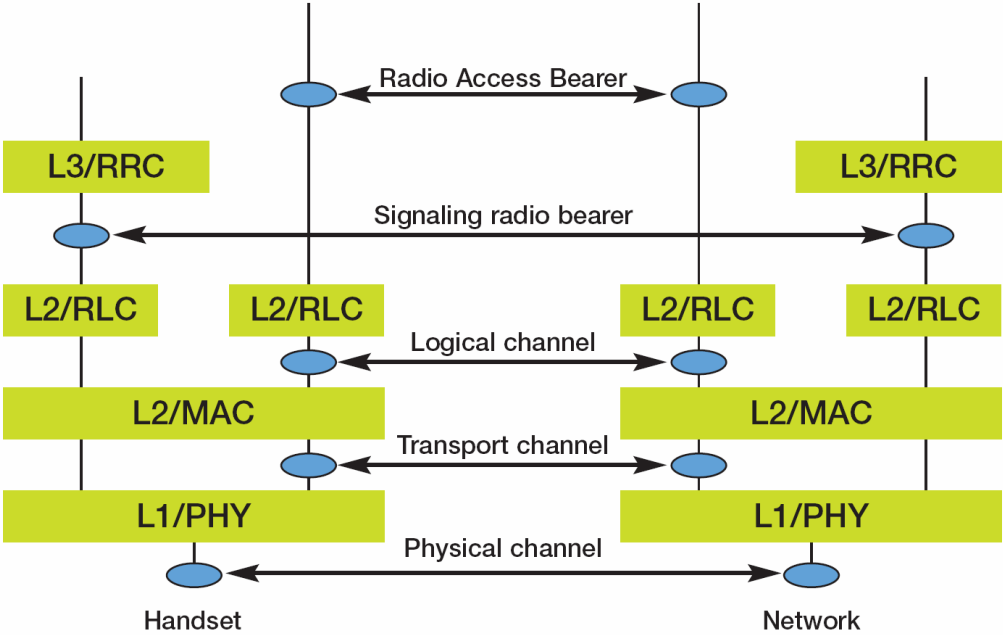 Radio Access Bearer
L3/RRC
L3/RRC
Signaling radio bearer
L2/RLC
L2/RLC
L2/RLC
L2/RLC
Logical channel
L2/MAC
L2/MAC
Transport channel
L1/PHY
L1/PHY
Physical channel
Handset
Network